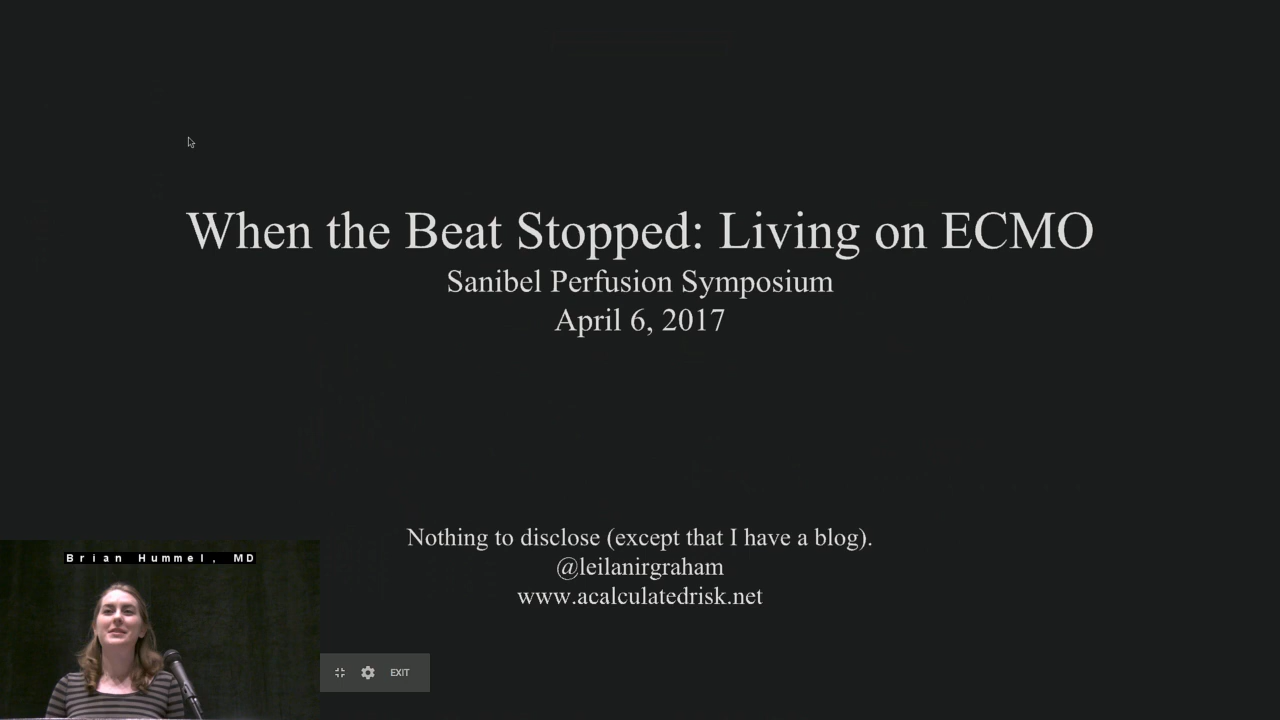 When the Beat Stopped: Living on ECMO
Sanibel Perfusion Symposium
April 6, 2017
Nothing to disclose (except that I have a blog).
@leilanirgraham
www.acalculatedrisk.net
Brian Hummel, MD
EXIT